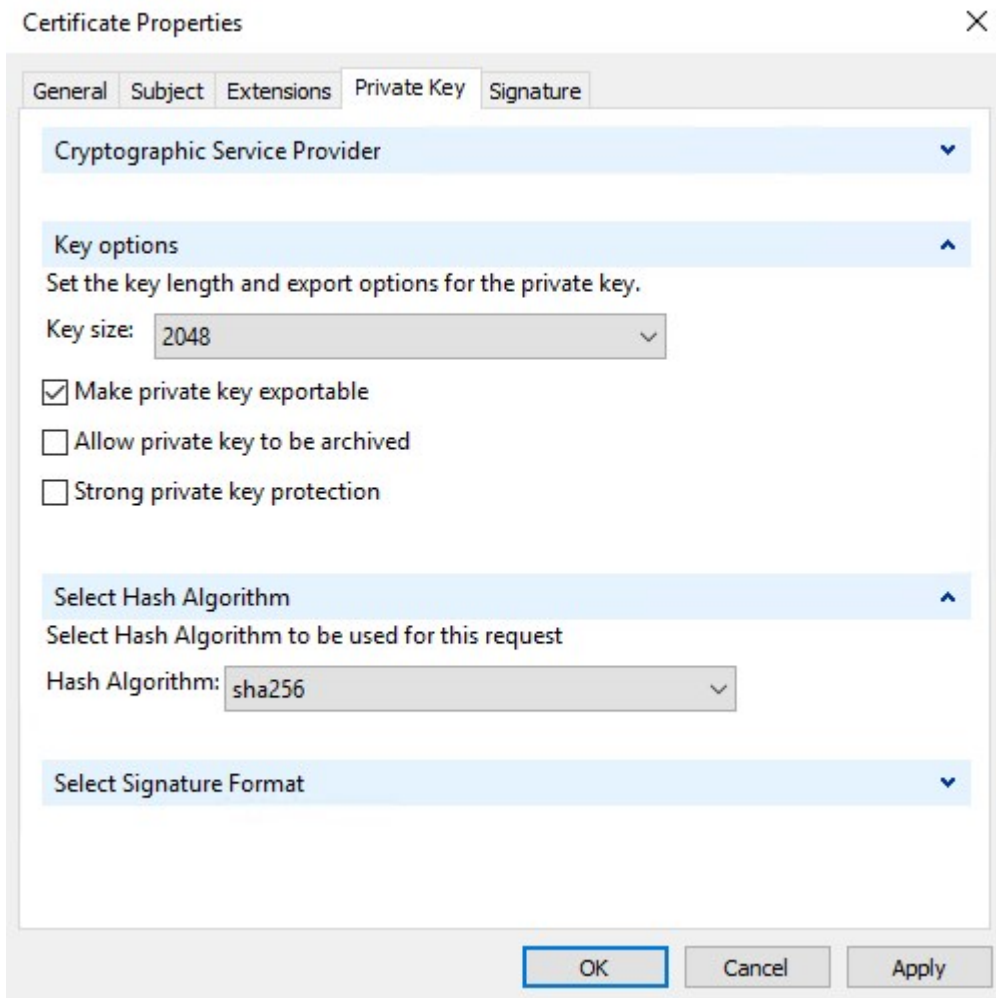 Certificate Properties
General Subject Extensions Private Key Signature
Cryptographic Service Provider
Key options
Set the key length and export options for the private key.
Key size: 2048
Make private key exportable
Allow private key to be archived
Strong private key protection
Select Hash Algorithm
Select Hash Algorithm to be used for this request
Hash Algorithm: sha256
Select Signature Format
OK Cancel Apply